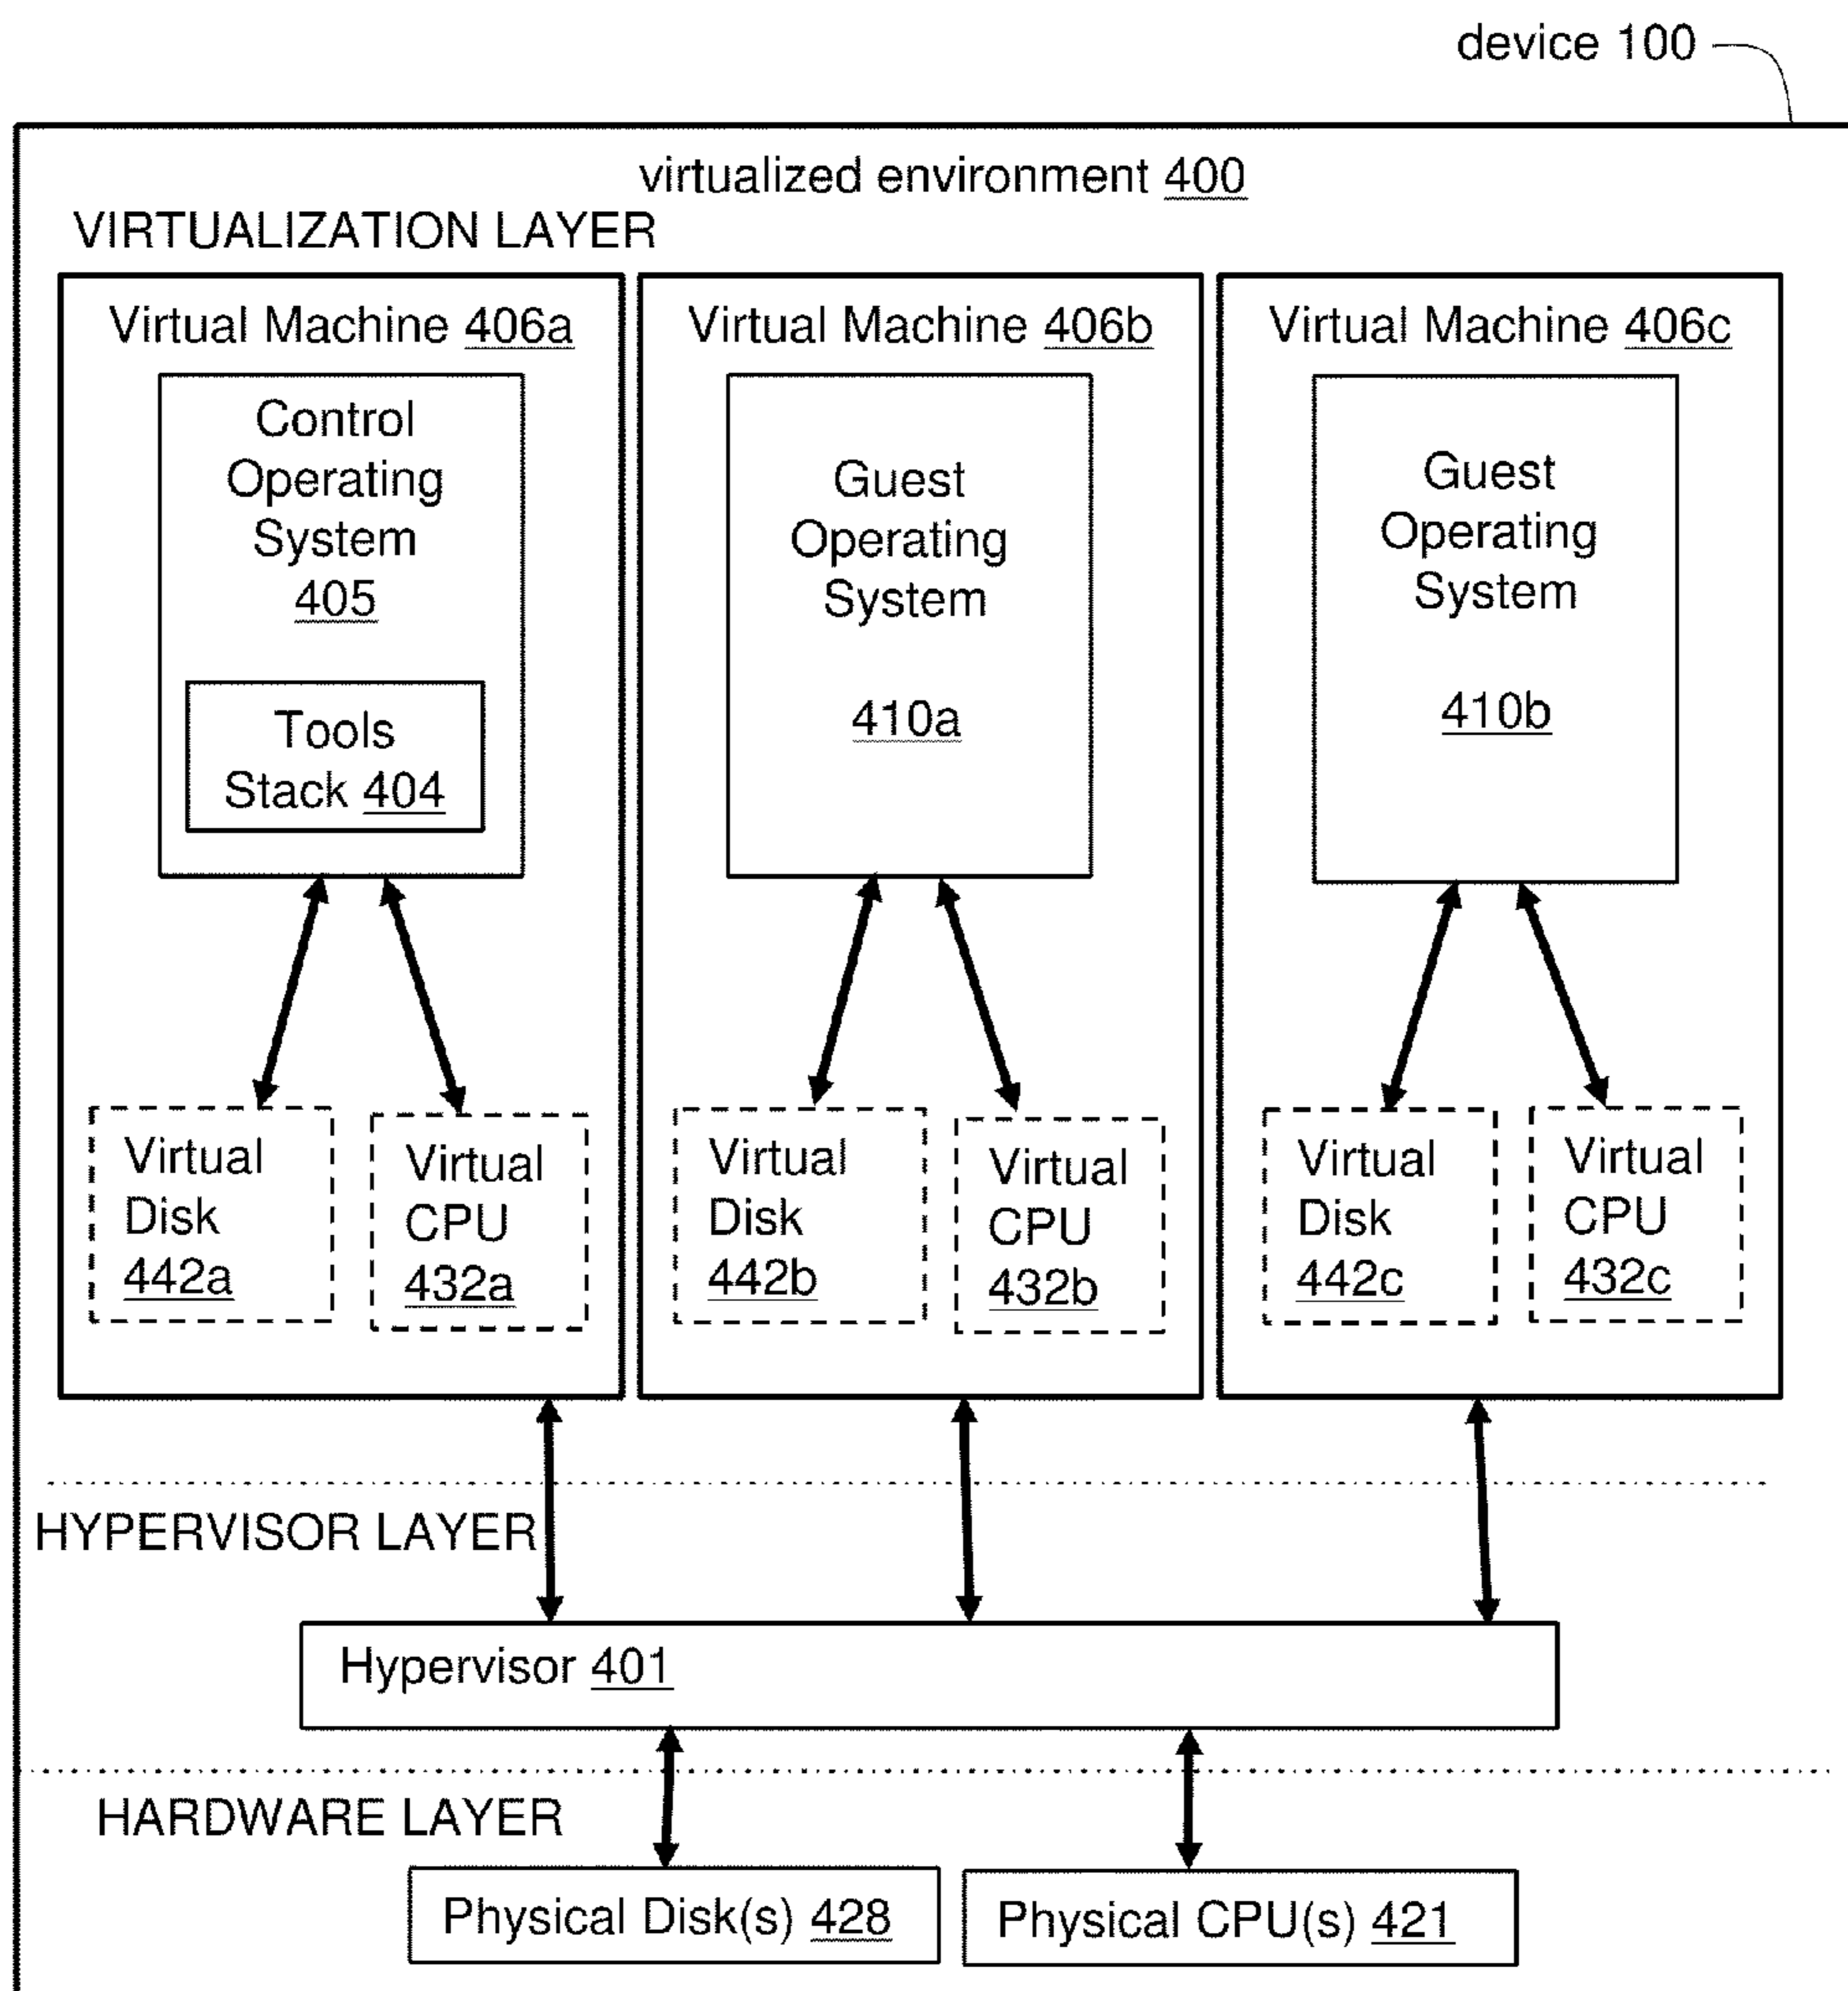 device 100
virtualized environment 400
VIRTUALIZATION LAYER
Virtual Machine 406a
Control
Operating
System
405
Tools
Stack 404
Virtual
Disk
442a
Virtual
CPU
432a
Virtual Machine 406b
Guest
Operating
System
410a
Virtual
Disk
442b
Virtual
CPU
432b
Virtual Machine 406c
Guest
Operating
System
410b
Virtual
Disk
442c
Virtual
CPU
432c
HYPERVISOR LAYER
Hypervisor 401
HARDWARE LAYER
Physical Disk(s) 428
Physical CPU(s) 421